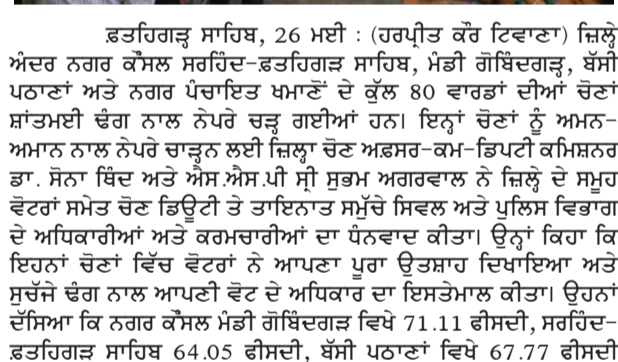 ਫ਼ਤਹਿਗੜ੍ਹ ਸਾਹਿਬ, 26 ਮਈ : (ਹਰਪ੍ਰੀਤ ਕੌਰ ਟਿਵਾਣਾ) ਜ਼ਿਲ੍ਹੇ
ਅੰਦਰ ਨਗਰ ਕੌਂਸਲ ਸਰਹਿੰਦ-ਫ਼ਤਹਿਗੜ੍ਹ ਸਾਹਿਬ, ਮੰਡੀ ਗੋਬਿੰਦਗੜ੍ਹ, ਬੱਸੀ
ਪਠਾਣਾਂ ਅਤੇ ਨਗਰ ਪੰਚਾਇਤ ਖਮਾਣੋਂ ਦੇ ਕੁੱਲ 80 ਵਾਰਡਾਂ ਦੀਆਂ ਚੋਣਾਂ
ਸ਼ਾਂਤਮਈ ਢੰਗ ਨਾਲ ਨੇਪਰੇ ਚੜ੍ਹ ਗਈਆਂ ਹਨ। ਇਨ੍ਹਾਂ ਚੋਣਾਂ ਨੂੰ ਅਮਨ-
ਅਮਾਨ ਨਾਲ ਨੇਪਰੇ ਚਾੜ੍ਹਨ ਲਈ ਜ਼ਿਲ੍ਹਾ ਚੋਣ ਅਫ਼ਸਰ-ਕਮ-ਡਿਪਟੀ ਕਮਿਸ਼ਨਰ
ਡਾ. ਸੋਨਾ ਥਿੰਦ ਅਤੇ ਐਸ.ਐਸ.ਪੀ ਸ੍ਰੀ ਸ਼ੁਭਮ ਅਗਰਵਾਲ ਨੇ ਜ਼ਿਲ੍ਹੇ ਦੇ ਸਮੂਹ
ਵੋਟਰਾਂ ਸਮੇਤ ਚੋਣ ਡਿਊਟੀ ਤੇ ਤਾਇਨਾਤ ਸਮੁੱਚੇ ਸਿਵਲ ਅਤੇ ਪੁਲਿਸ ਵਿਭਾਗ
ਦੇ ਅਧਿਕਾਰੀਆਂ ਅਤੇ ਕਰਮਚਾਰੀਆਂ ਦਾ ਧੰਨਵਾਦ ਕੀਤਾ। ਉਨ੍ਹਾਂ ਕਿਹਾ ਕਿ
ਇਹਨਾਂ ਚੋਣਾਂ ਵਿੱਚ ਵੋਟਰਾਂ ਨੇ ਆਪਣਾ ਪੂਰਾ ਉਤਸ਼ਾਹ ਦਿਖਾਇਆ ਅਤੇ
ਸੁਚੱਜੇ ਢੰਗ ਨਾਲ ਆਪਣੀ ਵੋਟ ਦੇ ਅਧਿਕਾਰ ਦਾ ਇਸਤੇਮਾਲ ਕੀਤਾ। ਉਹਨਾਂ
ਦੱਸਿਆ ਕਿ ਨਗਰ ਕੌਂਸਲ ਮੰਡੀ ਗੋਬਿੰਦਗੜ ਵਿਖੇ 71.11 ਫੀਸਦੀ, ਸਰਹਿੰਦ-
ਫ਼ਤਹਿਗੜ੍ਹ ਸਾਹਿਬ 64.05 ਫੀਸਦੀ, ਬੱਸੀ ਪਠਾਣਾਂ ਵਿਖੇ 67.77 ਫੀਸਦੀ